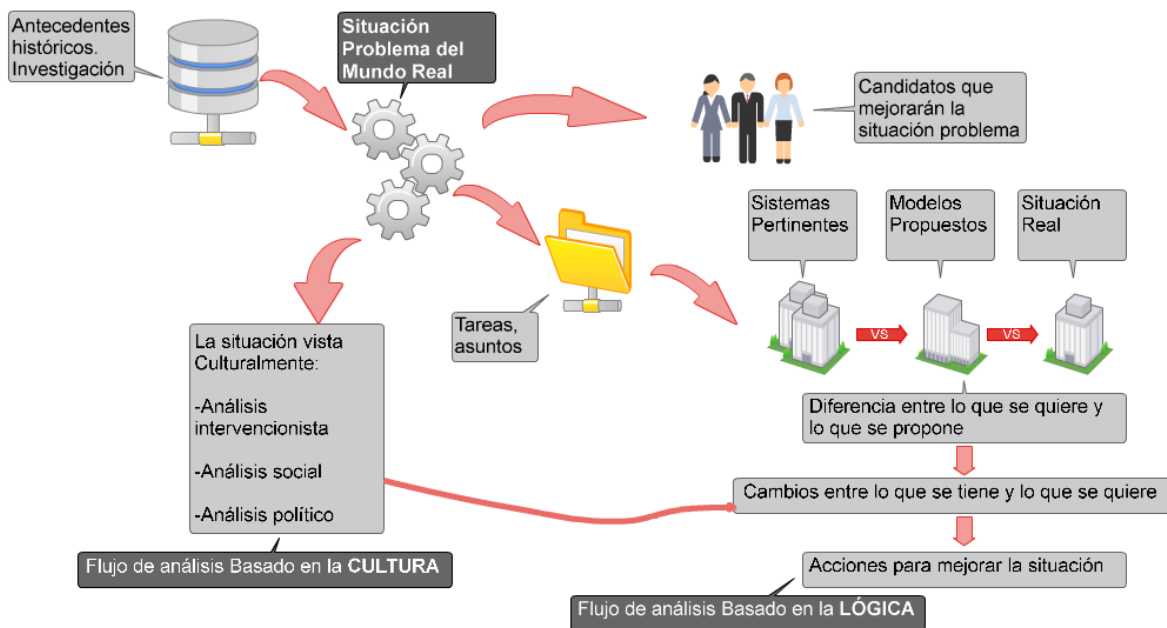 Antecedentes
históricos.
Investigación
Situación
Problema del
Mundo Real
Candidatos que
mejorarán la
situación problema
Sistemas
Pertinentes
Modelos
Propuestos
Situación
Real
Tareas,
asuntos
VS
VS
La situación vista
Culturalmente:
-Análisis
intervencionista
-Análisis social
-Análisis político
Flujo de análisis Basado en la CULTURA
Diferencia entre lo que se quiere y
lo que se propone
Cambios entre lo que se tiene y lo que se quiere
Acciones para mejorar la situación
Flujo de análisis Basado en la LÓGICA